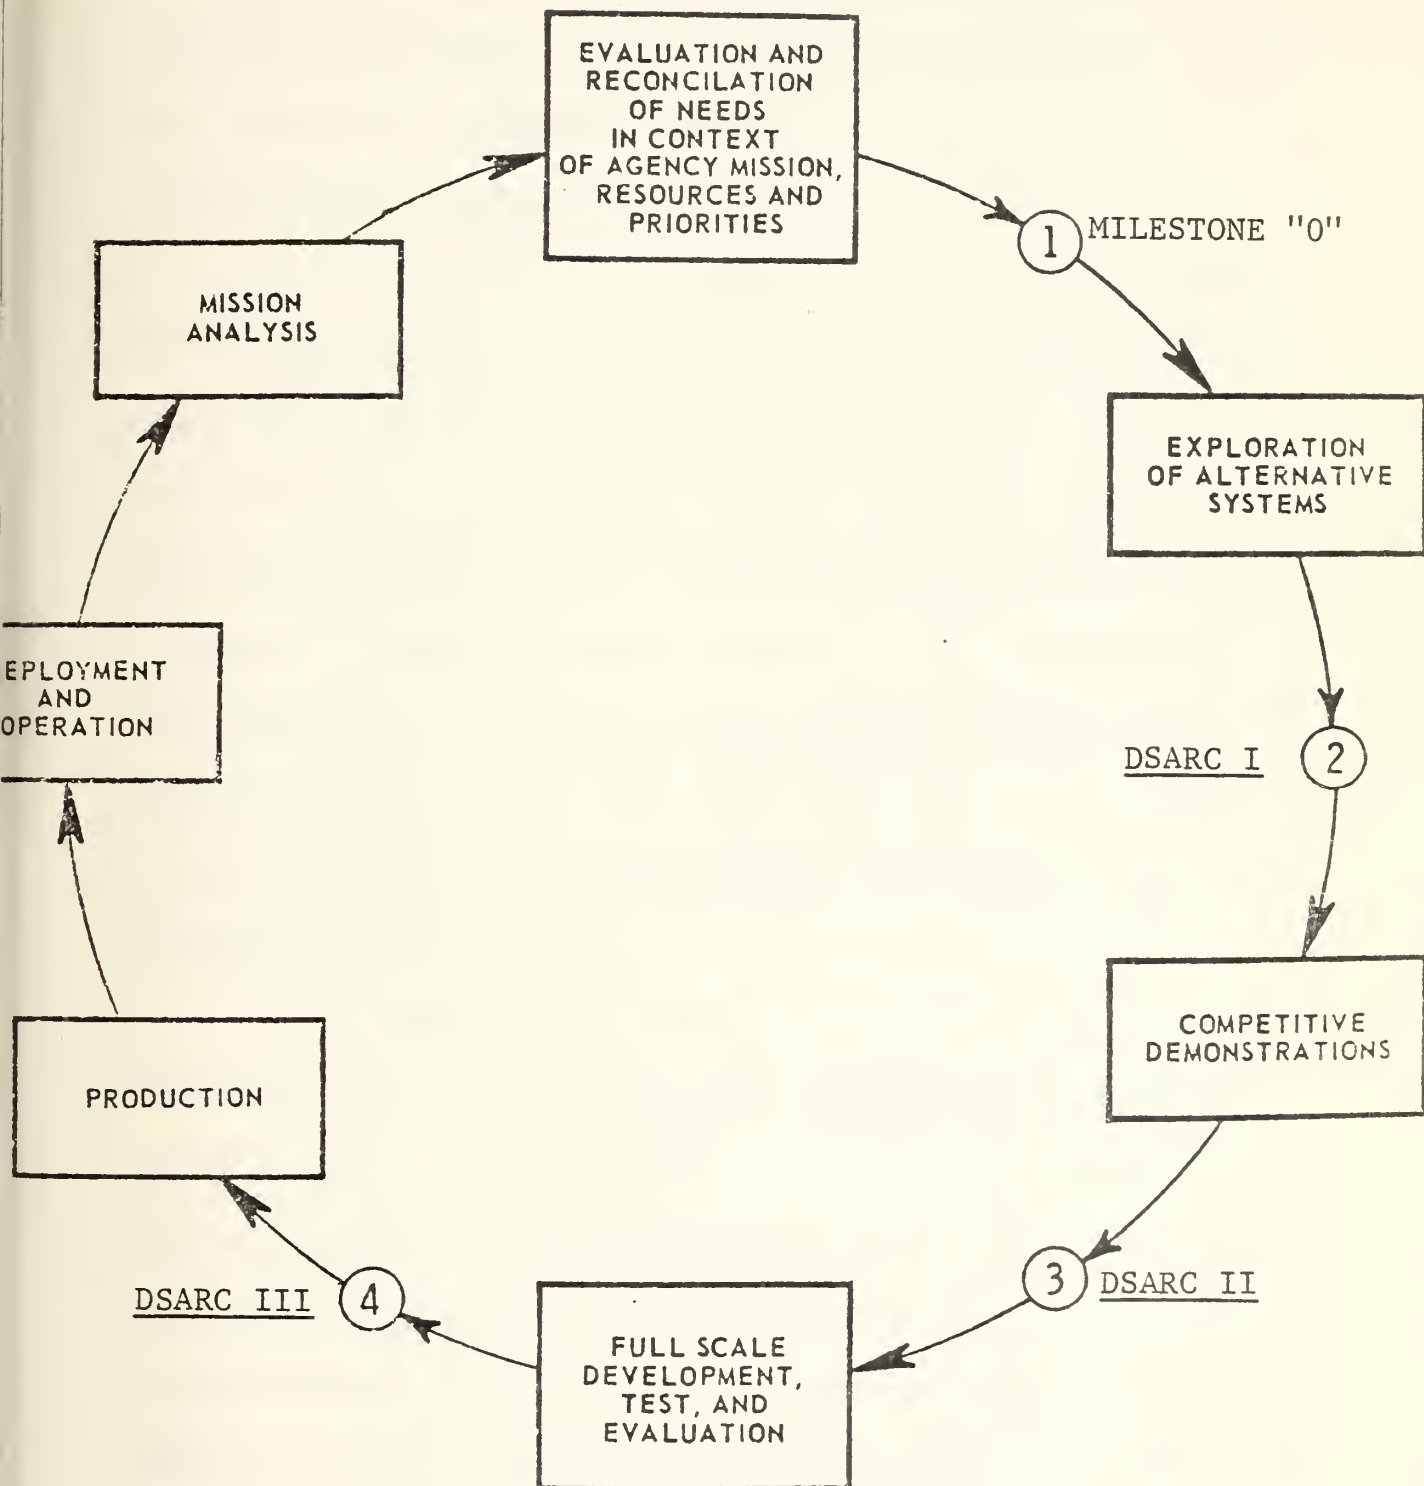 EVALUATION AND
RECONCILATION
OF NEEDS
IN CONTEXT
OF AGENCY MISSION,
RESOURCES AND
PRIORITIES
1
MILESTONE "0"
EXPLORATION
OF ALTERNATIVE
SYSTEMS
DSARC I
2
COMPETITIVE
DEMONSTRATIONS
3
DSARC II
FULL SCALE
DEVELOPMENT,
TEST, AND
EVALUATION
DSARC III
4
PRODUCTION
EPLOYMENT
AND
OPERATION
MISSION
ANALYSIS